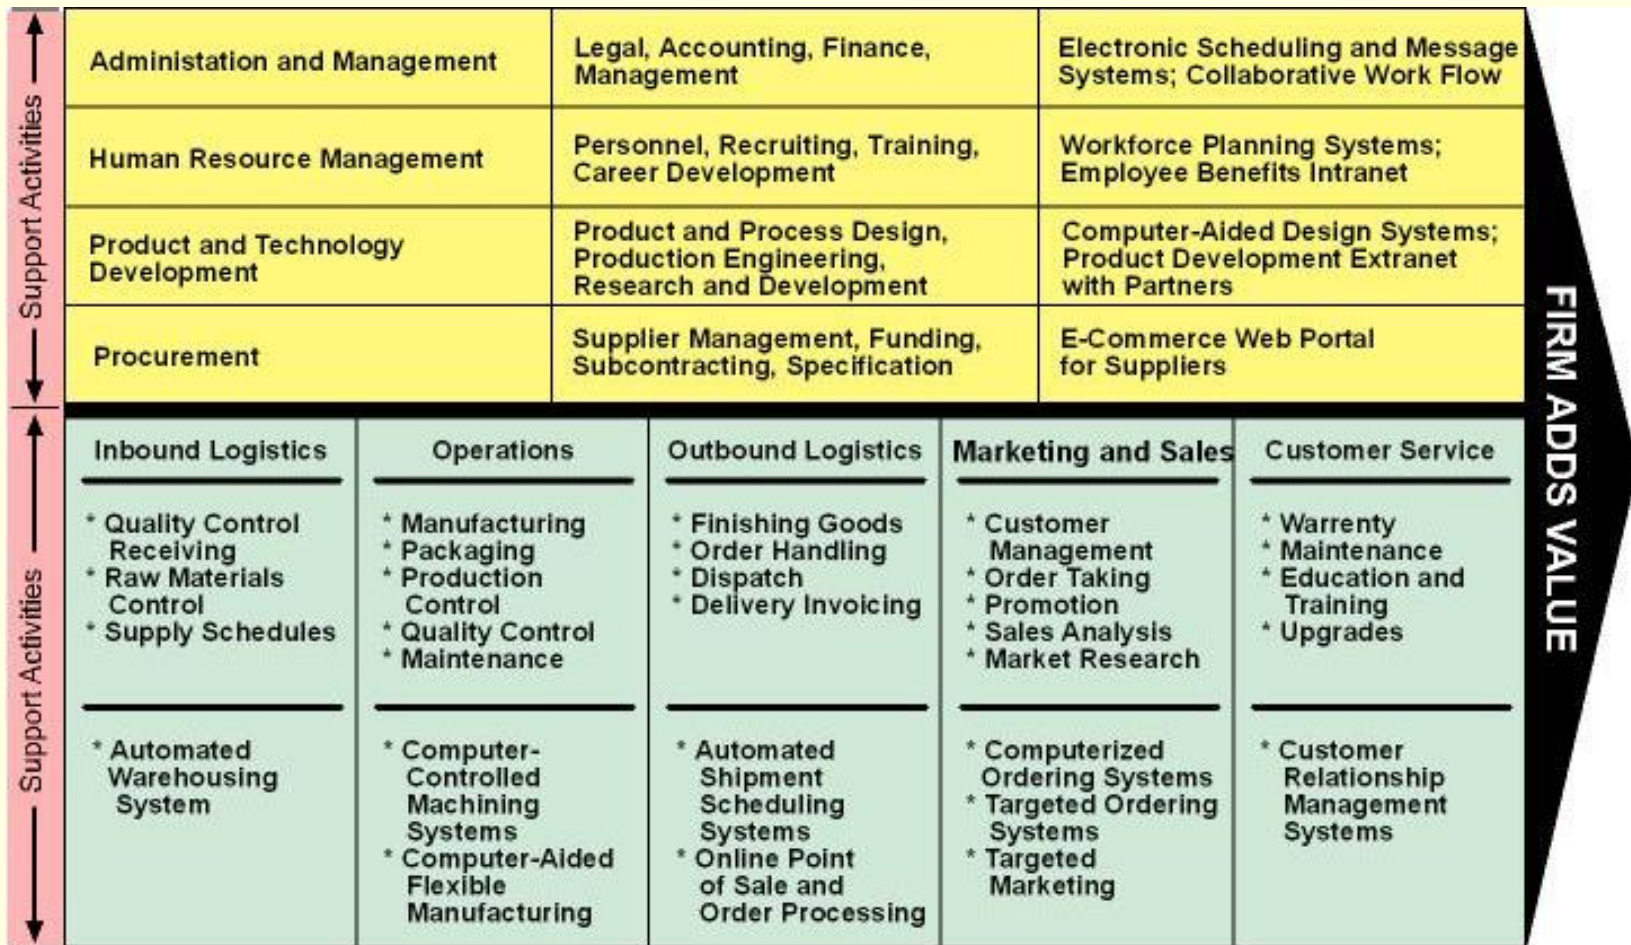 Support Activities
Administation and Management
Legal, Accounting, Finance,
Management
Electronic Scheduling and Message
Systems; Collaborative Work Flow
Human Resource Management
Personnel, Recruiting, Training,
Career Development
Workforce Planning Systems;
Employee Benefits Intranet
Product and Technology
Development
Product and Process Design,
Production Engineering,
Research and Development
Computer-Aided Design Systems;
Product Development Extranet
with Partners
Procurement
Supplier Management, Funding,
Subcontracting, Specification
E-Commerce Web Portal
for Suppliers
Support Activities
Inbound Logistics
* Quality Control
Receiving
* Raw Materials
Control
* Supply Schedules
* Automated
Warehousing
System
Operations
* Manufacturing
* Packaging
* Production
Control
* Quality Control
* Maintenance
* Computer-
Controlled
Machining
Systems
* Computer-Aided
Flexible
Manufacturing
Outbound Logistics
* Finishing Goods
* Order Handling
* Dispatch
* Delivery Invoicing
* Automated
Shipment
Scheduling
Systems
* Online Point
of Sale and
Order Processing
Marketing and Sales
* Customer
Management
* Order Taking
* Promotion
* Sales Analysis
* Market Research
* Computerized
Ordering Systems
* Targeted Ordering
Systems
* Targeted
Marketing
Customer Service
* Warrenty
* Maintenance
* Education and
Training
* Upgrades
* Customer
Relationship
Management
Systems
FIRM ADDS VALUE